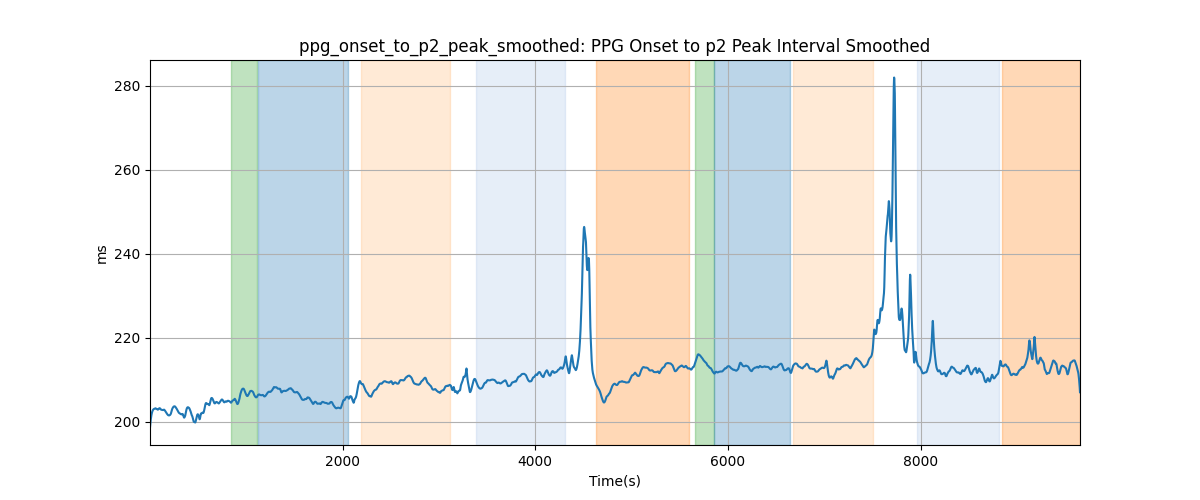 ppg_onset_to_p2_peak_smoothed: PPG Onset to p2 Peak Interval Smoothed
280
260
240
220
200
ms
2000 4000 6000 8000
Time(s)